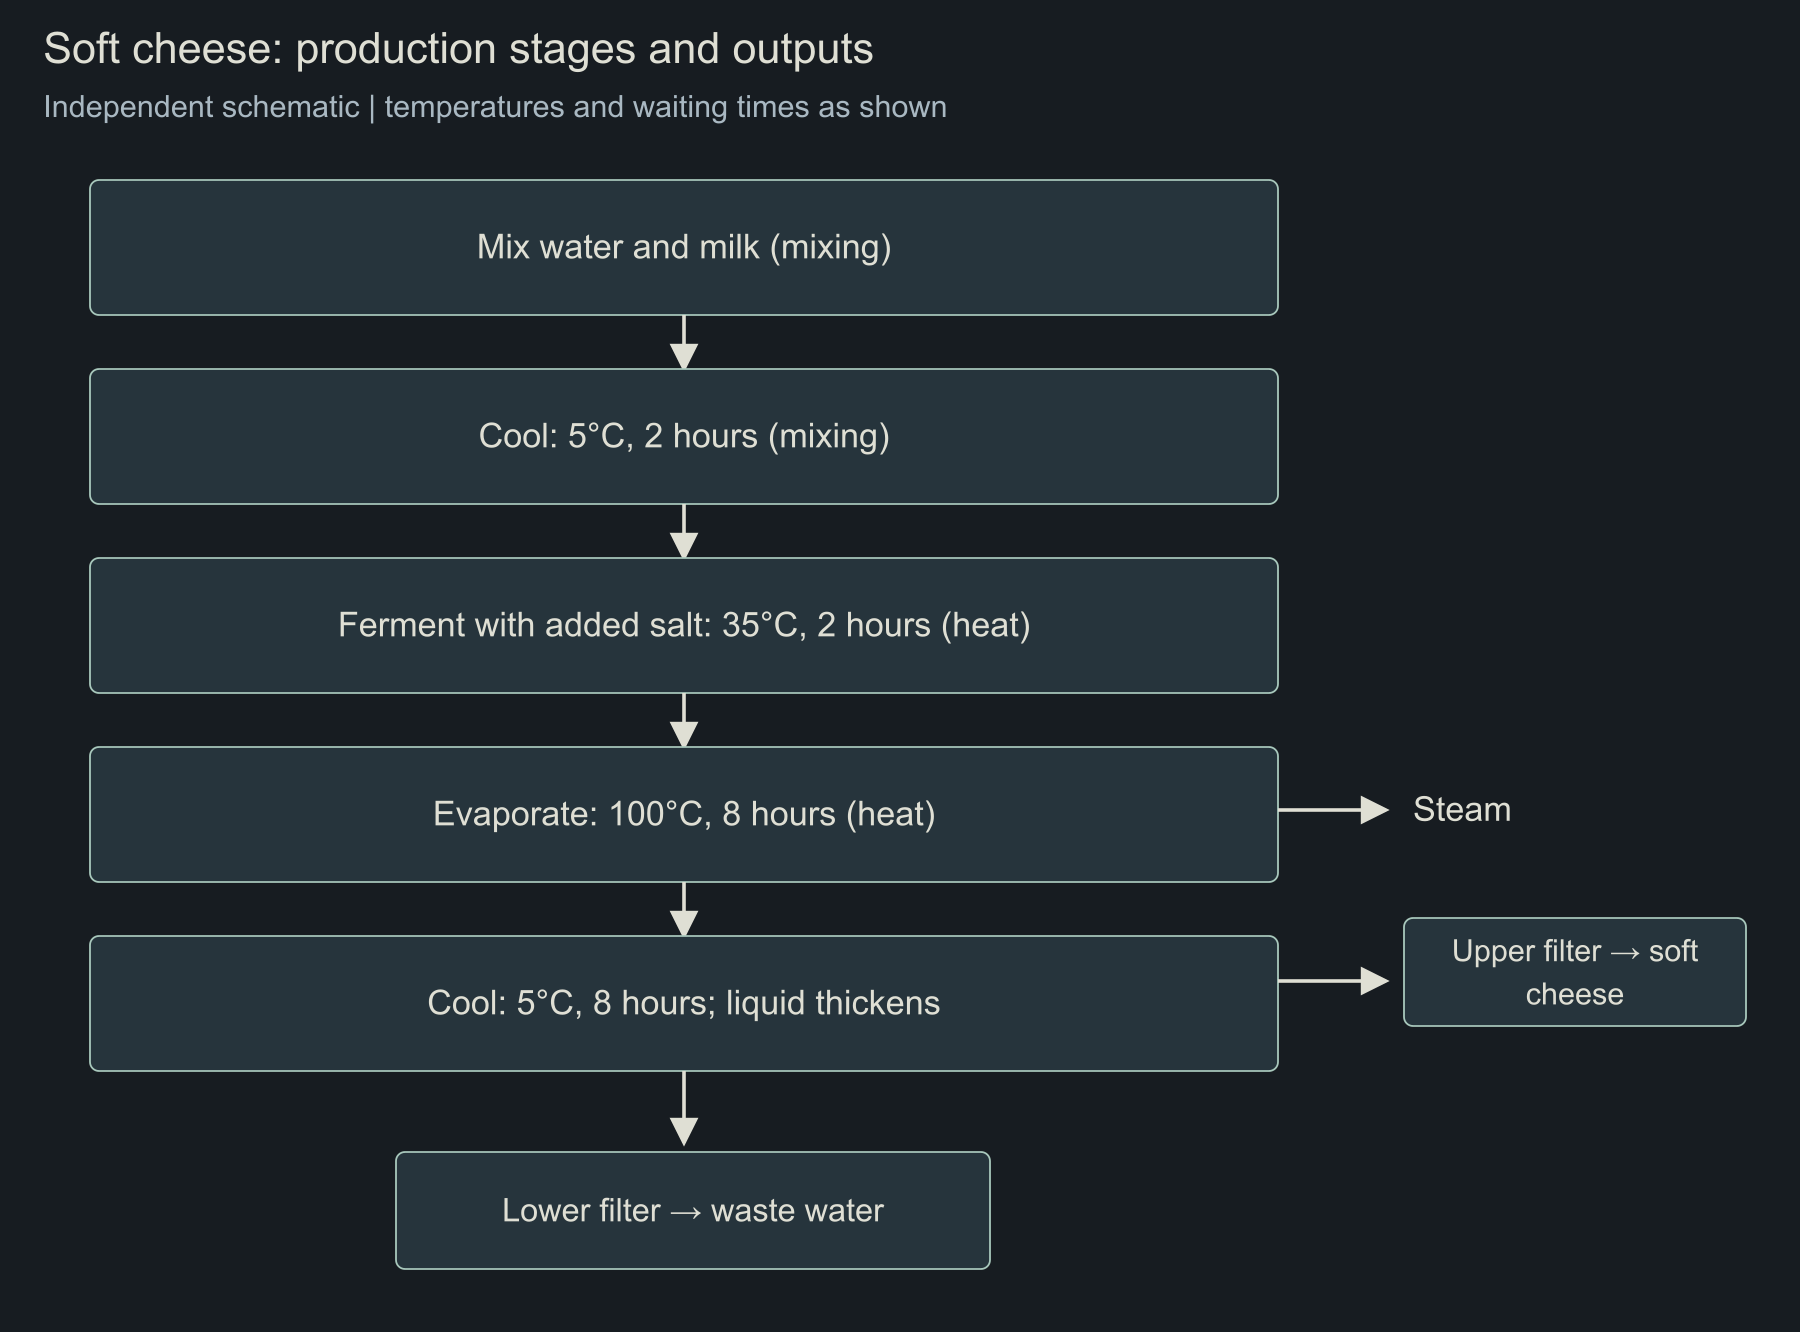 Soft cheese: production stages and outputs
Independent schematic | temperatures and waiting times as shown
Mix water and milk (mixing)
Cool: 5°C, 2 hours (mixing)
Ferment with added salt: 35°C, 2 hours (heat)
Evaporate: 100°C, 8 hours (heat)
Steam
Cool: 5°C, 8 hours; liquid thickens
Upper filter → soft
cheese
Lower filter → waste water